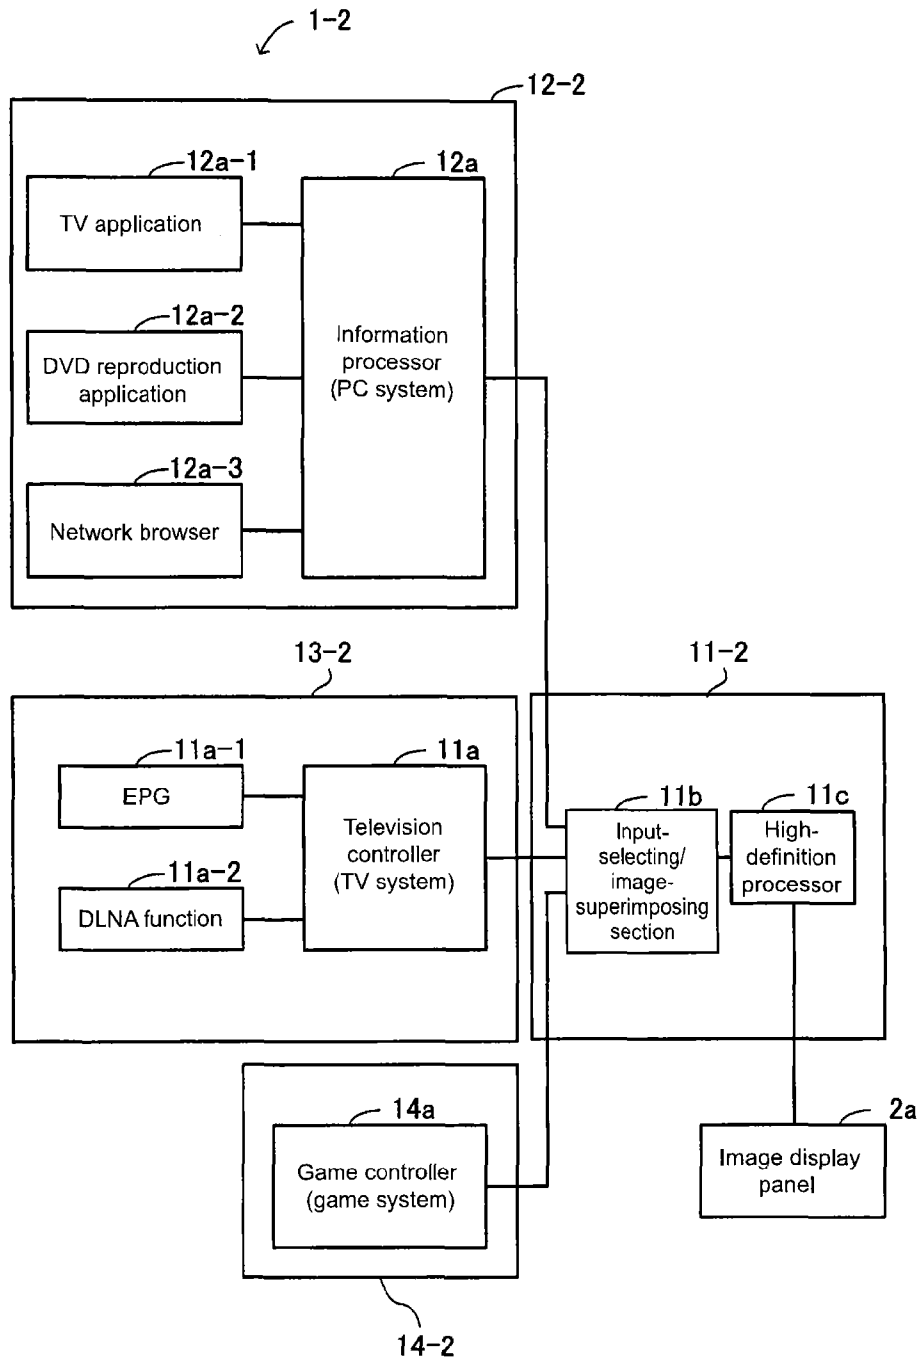 1-2
12-2
12a-1
TV application
12a
Information
processor
(PC system)
12a-2
DVD reproduction
application
12a-3
Network browser
13-2
11-2
11a-1
EPG
11a
Television
controller
(TV system)
11a-2
DLNA function
11b
Input-
selecting/
image-
superimposing
section
11c
High-
definition
processor
14a
Game controller
(game system)
2a
Image display
panel
14-2